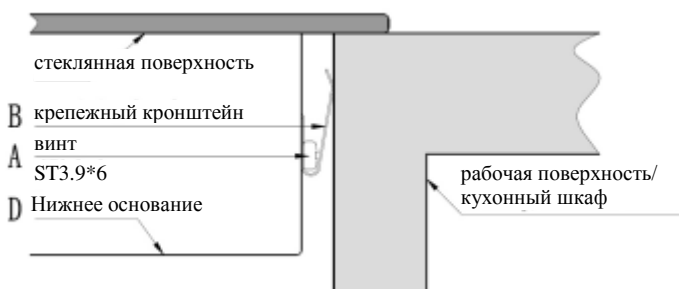 стеклянная поверхность
B крепежный кронштейн
A винт
ST3.9*6
D Нижнее основание
рабочая поверхность/
кухонный шкаф